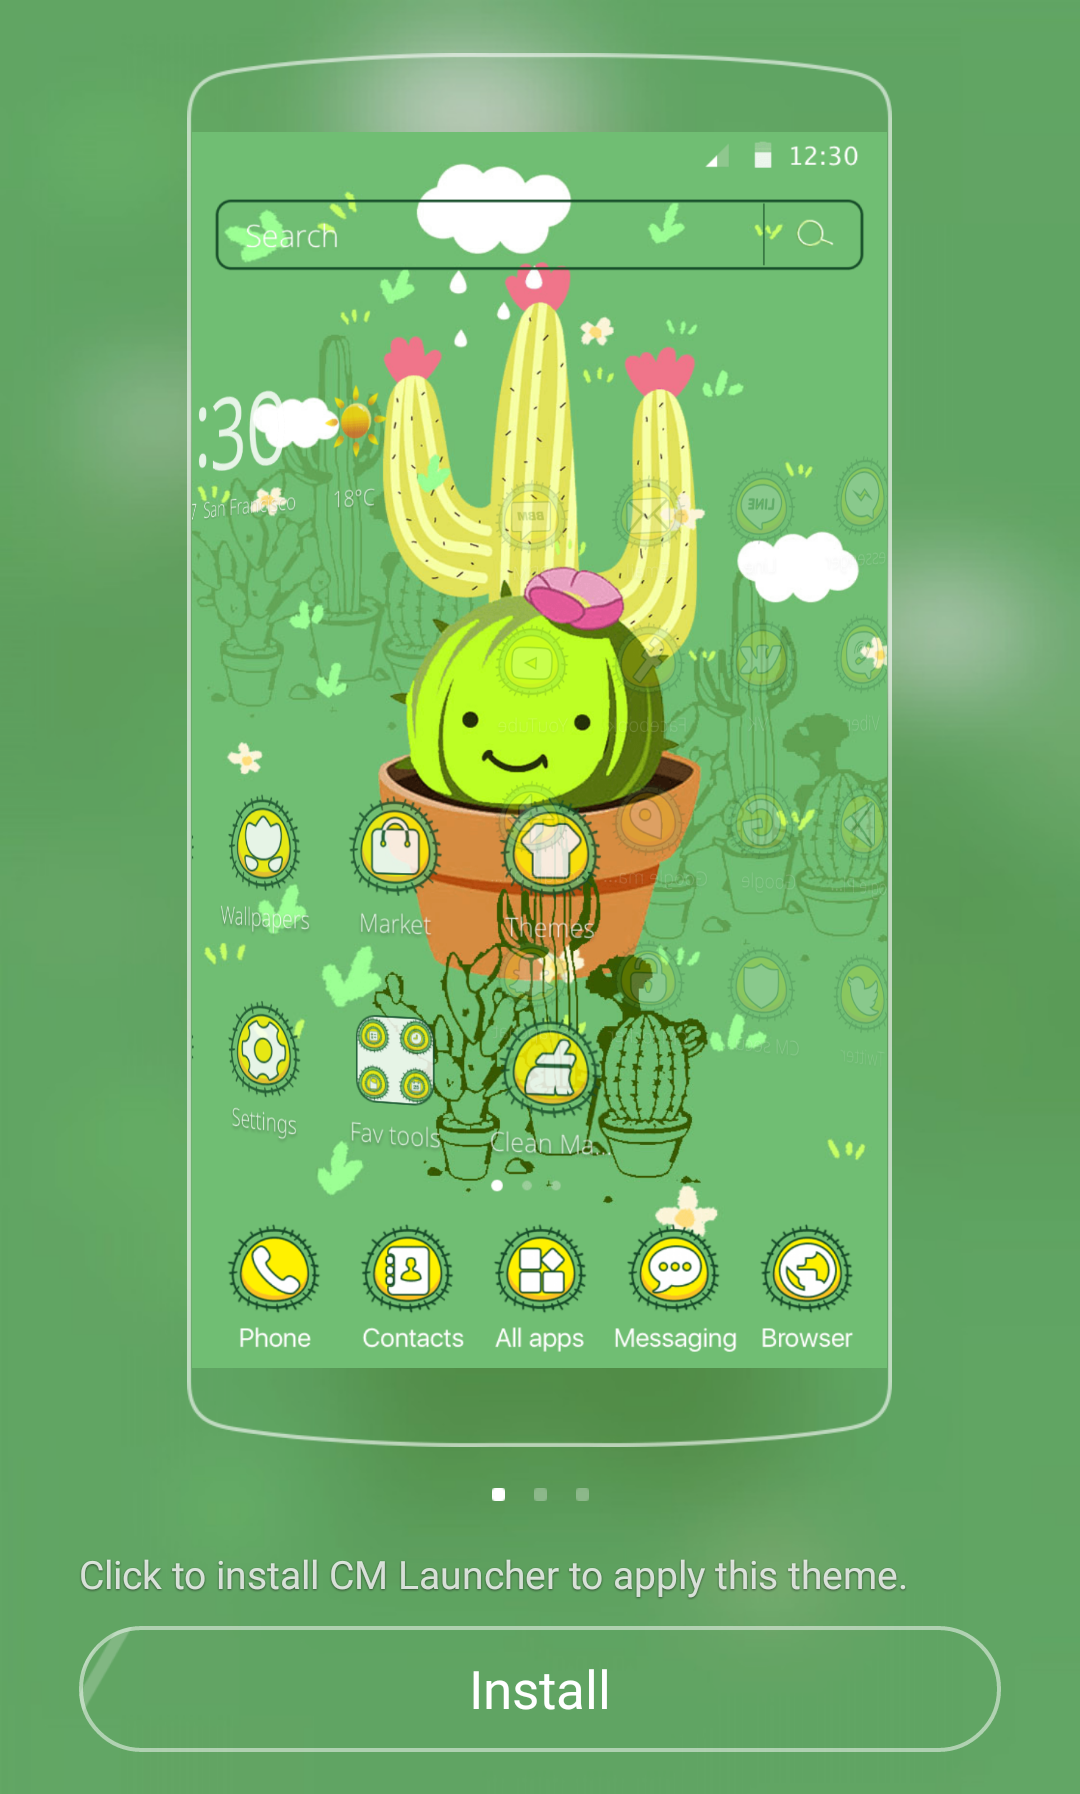 12:30
Search
:30
7 San Francisco
18°C
Wallpapers
Market
Themes
Settings
Fav tools
Clean Ma...
Phone
Contacts
All apps
Messaging
Browser
Click to install CM Launcher to apply this theme.
Install